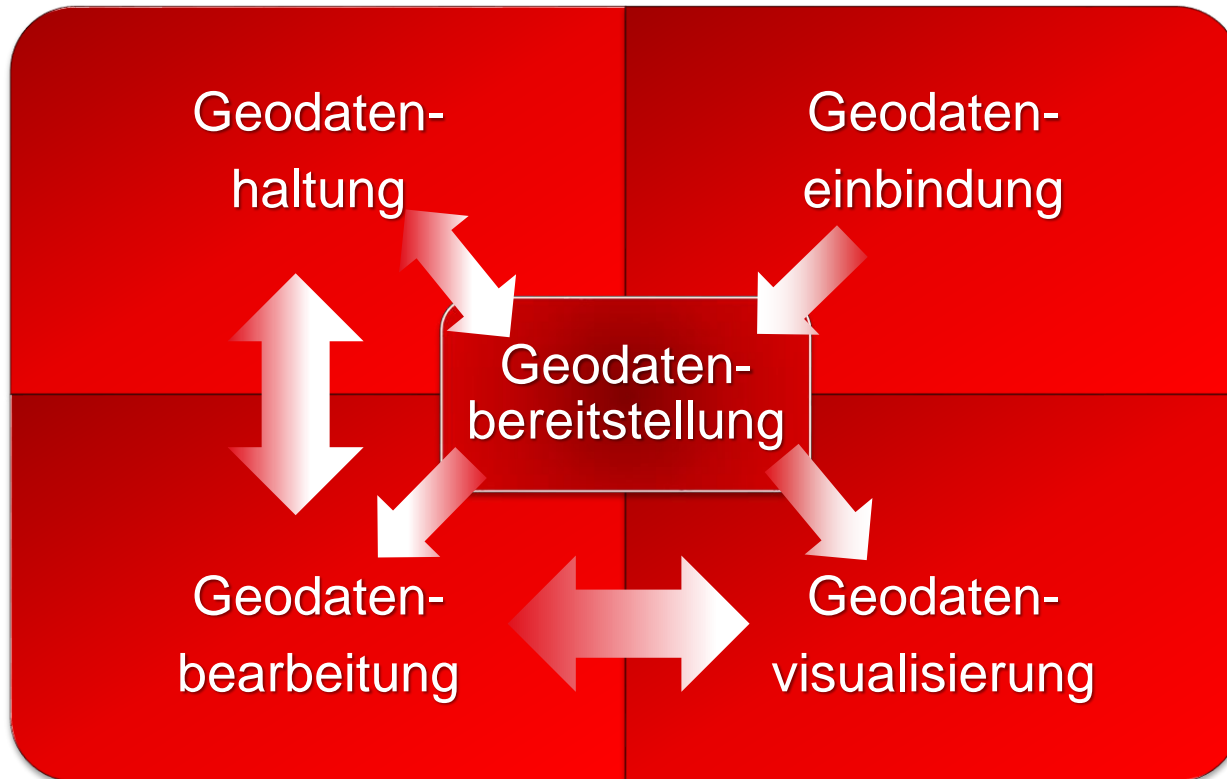 Geodaten-
haltung
Geodaten-
einbindung
Geodaten-
bereitstellung
Geodaten-
bearbeitung
Geodaten-
visualisierung